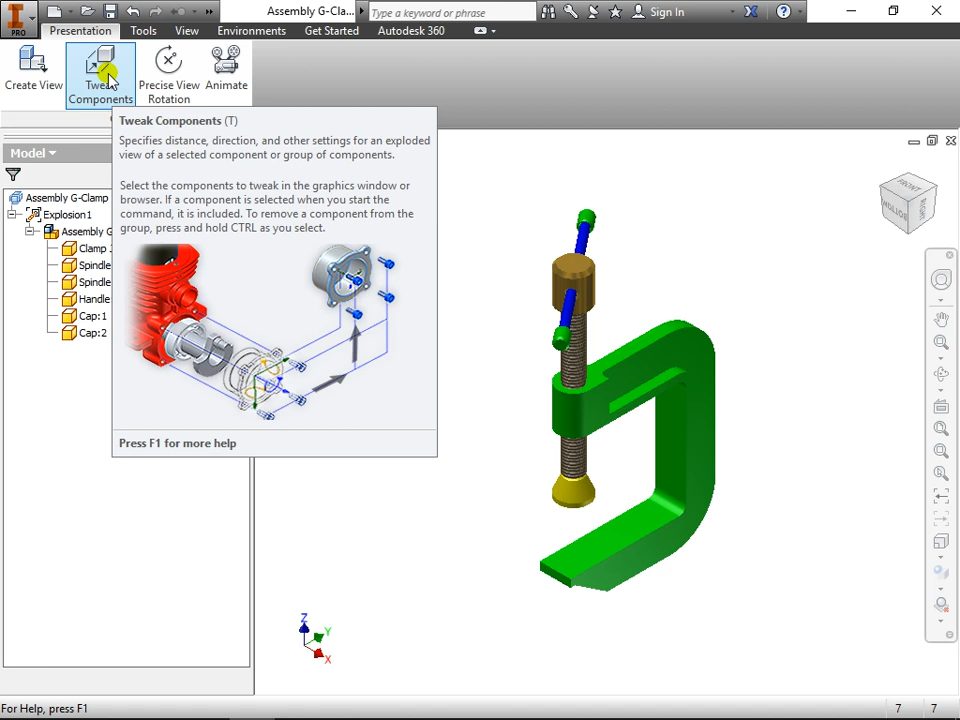 Assembly G-Clam...
Type a keyword or phrase
Sign In
PRO
Presentation
Tools
View
Environments
Get Started
Autodesk 360
Create View
Tweak Components
Precise View Rotation
Animate
Tweak Components (T)
Specifies distance, direction, and other settings for an exploded
view of a selected component or group of components.
Select the components to tweak in the graphics window or
browser. If a component is selected when you start the
command, it is included. To remove a component from the
group, press and hold CTRL as you select.
Press F1 for more help
Model
Assembly G-Clamp
Explosion1
Assembly G
Clamp
Spindle
Spindle
Handle
Cap:1
Cap:2
FRONT
BOTTOM
RIGHT
Z
Y
X
For Help, press F1
7
7